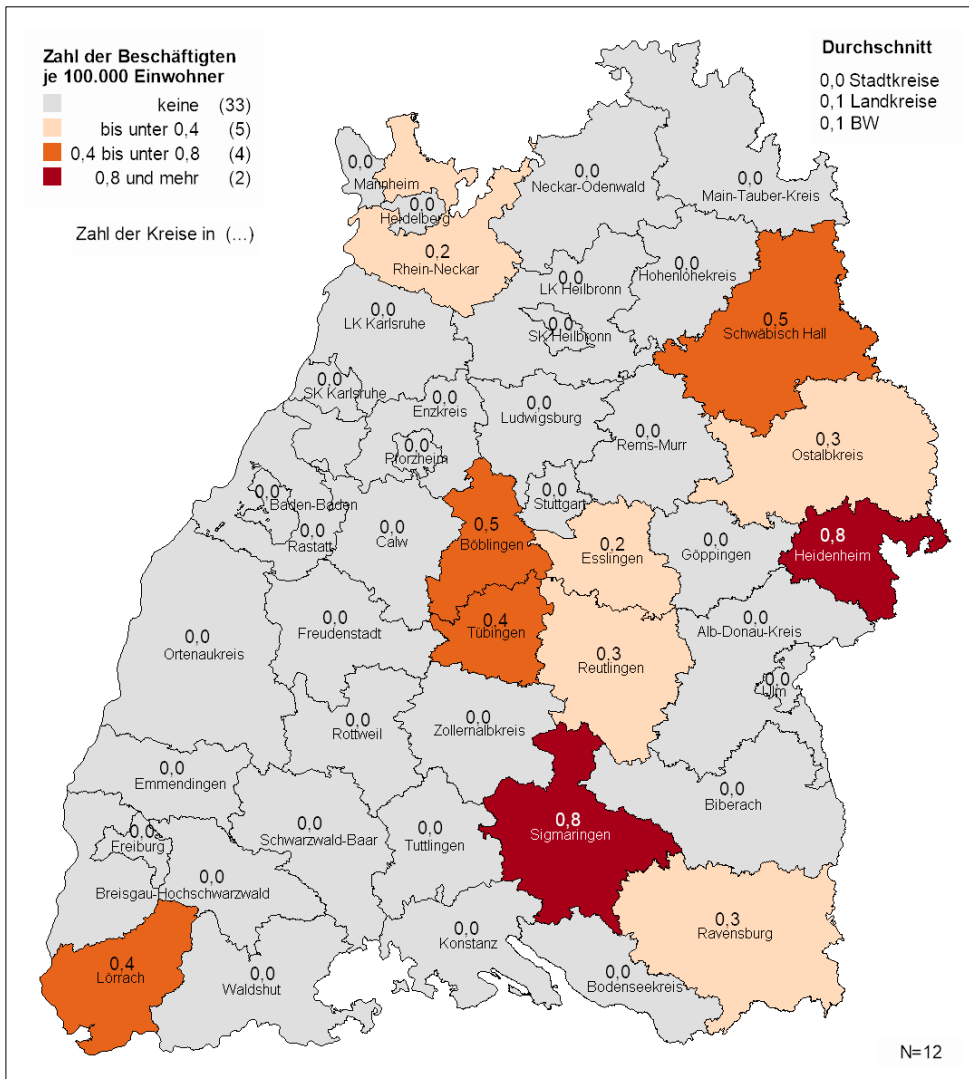 Zahl der Beschäftigten
je 100.000 Einwohner
keine (33)
bis unter 0,4 (5)
0,4 bis unter 0,8 (4)
0,8 und mehr (2)
Zahl der Kreise in (...)
Durchschnitt
0,0 Stadtkreise
0,1 Landkreise
0,1 BW
0,0
Mannheim
0,0
Heidelberg
0,0
Neckar-Odenwald
0,0
Main-Tauber-Kreis
0,2
Rhein-Neckar
0,0
LK Heilbronn
0,0
Hohenlohekreis
0,0
LK Karlsruhe
0,0
SK Heilbronn
0,5
Schwäbisch Hall
0,0
SK Karlsruhe
0,0
Enzkreis
0,0
Ludwigsburg
0,0
Rems-Murr
0,0
Pforzheim
0,3
Ostalbkreis
0,0
Baden-Baden
0,0
Rastatt
0,0
Calw
0,5
Böblingen
0,0
Stuttgart
0,2
Esslingen
0,0
Göppingen
0,8
Heidenheim
0,0
Ortenaukreis
0,0
Freudenstadt
0,4
Tübingen
0,3
Reutlingen
0,0
Alb-Donau-Kreis
0,0
Ulm
0,0
Rottweil
0,0
Zollernalbkreis
0,0
Emmendingen
0,0
Biberach
0,0
Freiburg
0,0
Schwarzwald-Baar
0,0
Tuttlingen
0,8
Sigmaringen
0,0
Breisgau-Hochschwarzwald
0,4
Lörrach
0,0
Waldshut
0,0
Konstanz
0,0
Bodenseekreis
0,3
Ravensburg
N=12